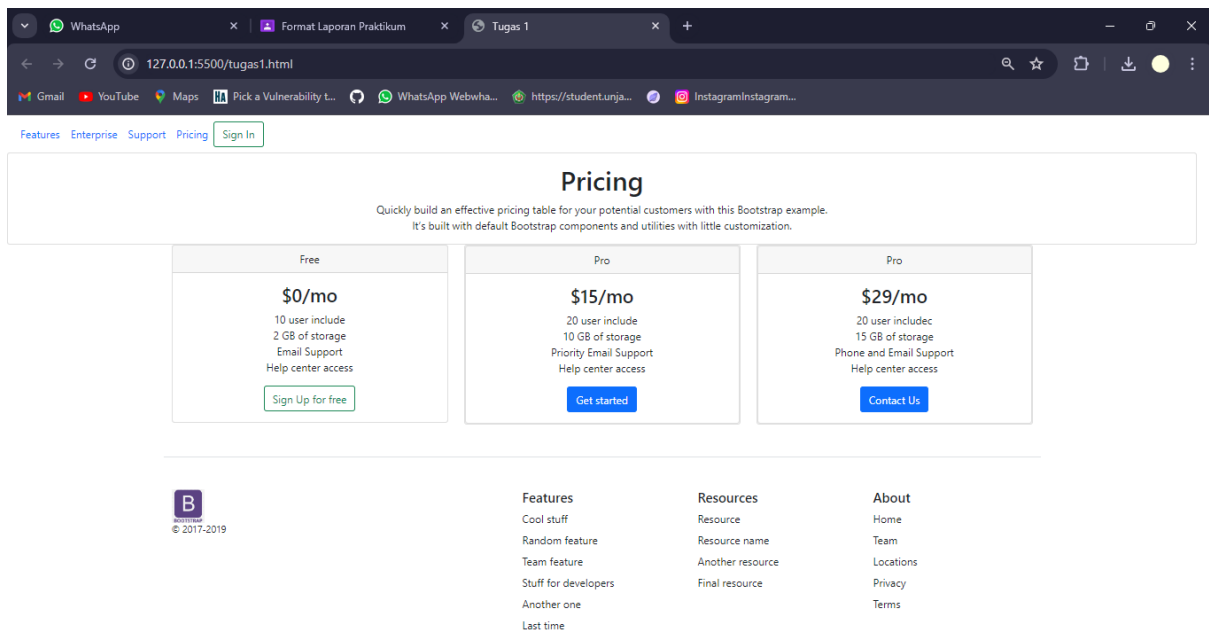 WhatsApp
Format Laporan Praktikum
Tugas 1
127.0.0.1:5500/tugas1.html
Gmail
YouTube
Maps
HA
Pick a Vulnerability t...
WhatsApp Webwha...
https://student.unja...
InstagramInstagram...
Features
Enterprise
Support
Pricing
Sign In
Pricing
Quickly build an effective pricing table for your potential customers with this Bootstrap example.
It's built with default Bootstrap components and utilities with little customization.
Free
$0/mo
10 user include
2 GB of storage
Email Support
Help center access
Sign Up for free
Pro
$15/mo
20 user include
10 GB of storage
Priority Email Support
Help center access
Get started
Pro
$29/mo
20 user includec
15 GB of storage
Phone and Email Support
Help center access
Contact Us
B
BOOTSTRAP
© 2017-2019
Features
Cool stuff
Random feature
Team feature
Stuff for developers
Another one
Last time
Resources
Resource
Resource name
Another resource
Final resource
About
Home
Team
Locations
Privacy
Terms